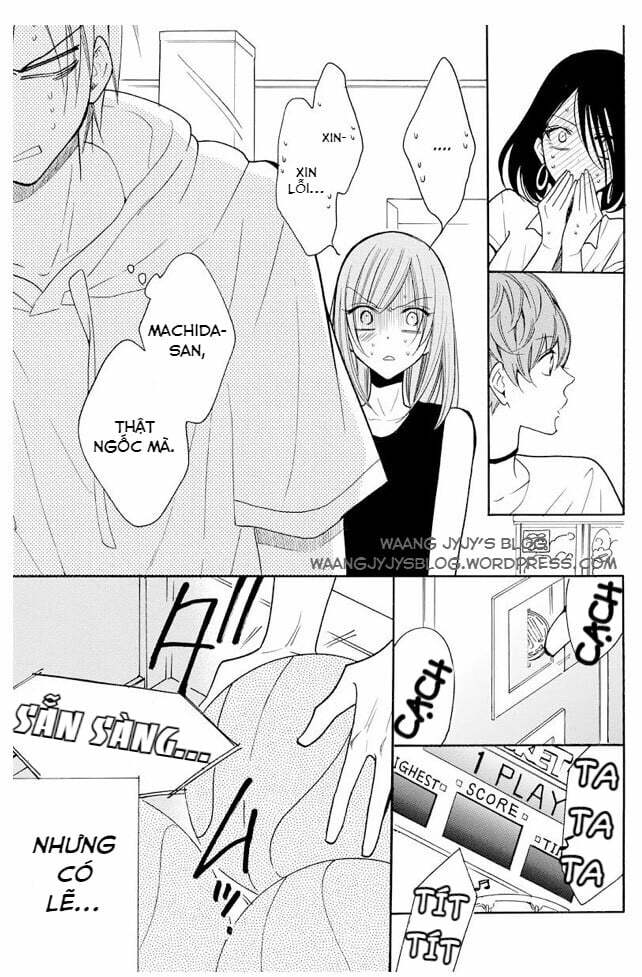 ....
XIN-
XIN
LỖI...
MACHIDA-
SAN,
THẬT
NGỐC MÀ.
WAANG JYJY'S BLOG
WAANGJYJYSBLOG.WORDPRESS.COM
CẠCH
CẠCH
1 PLAY
HIGHEST
SCORE
TA
TA
TA
TÍT
TÍT
SẴN SÀNG...
NHƯNG
CÓ
LẼ...